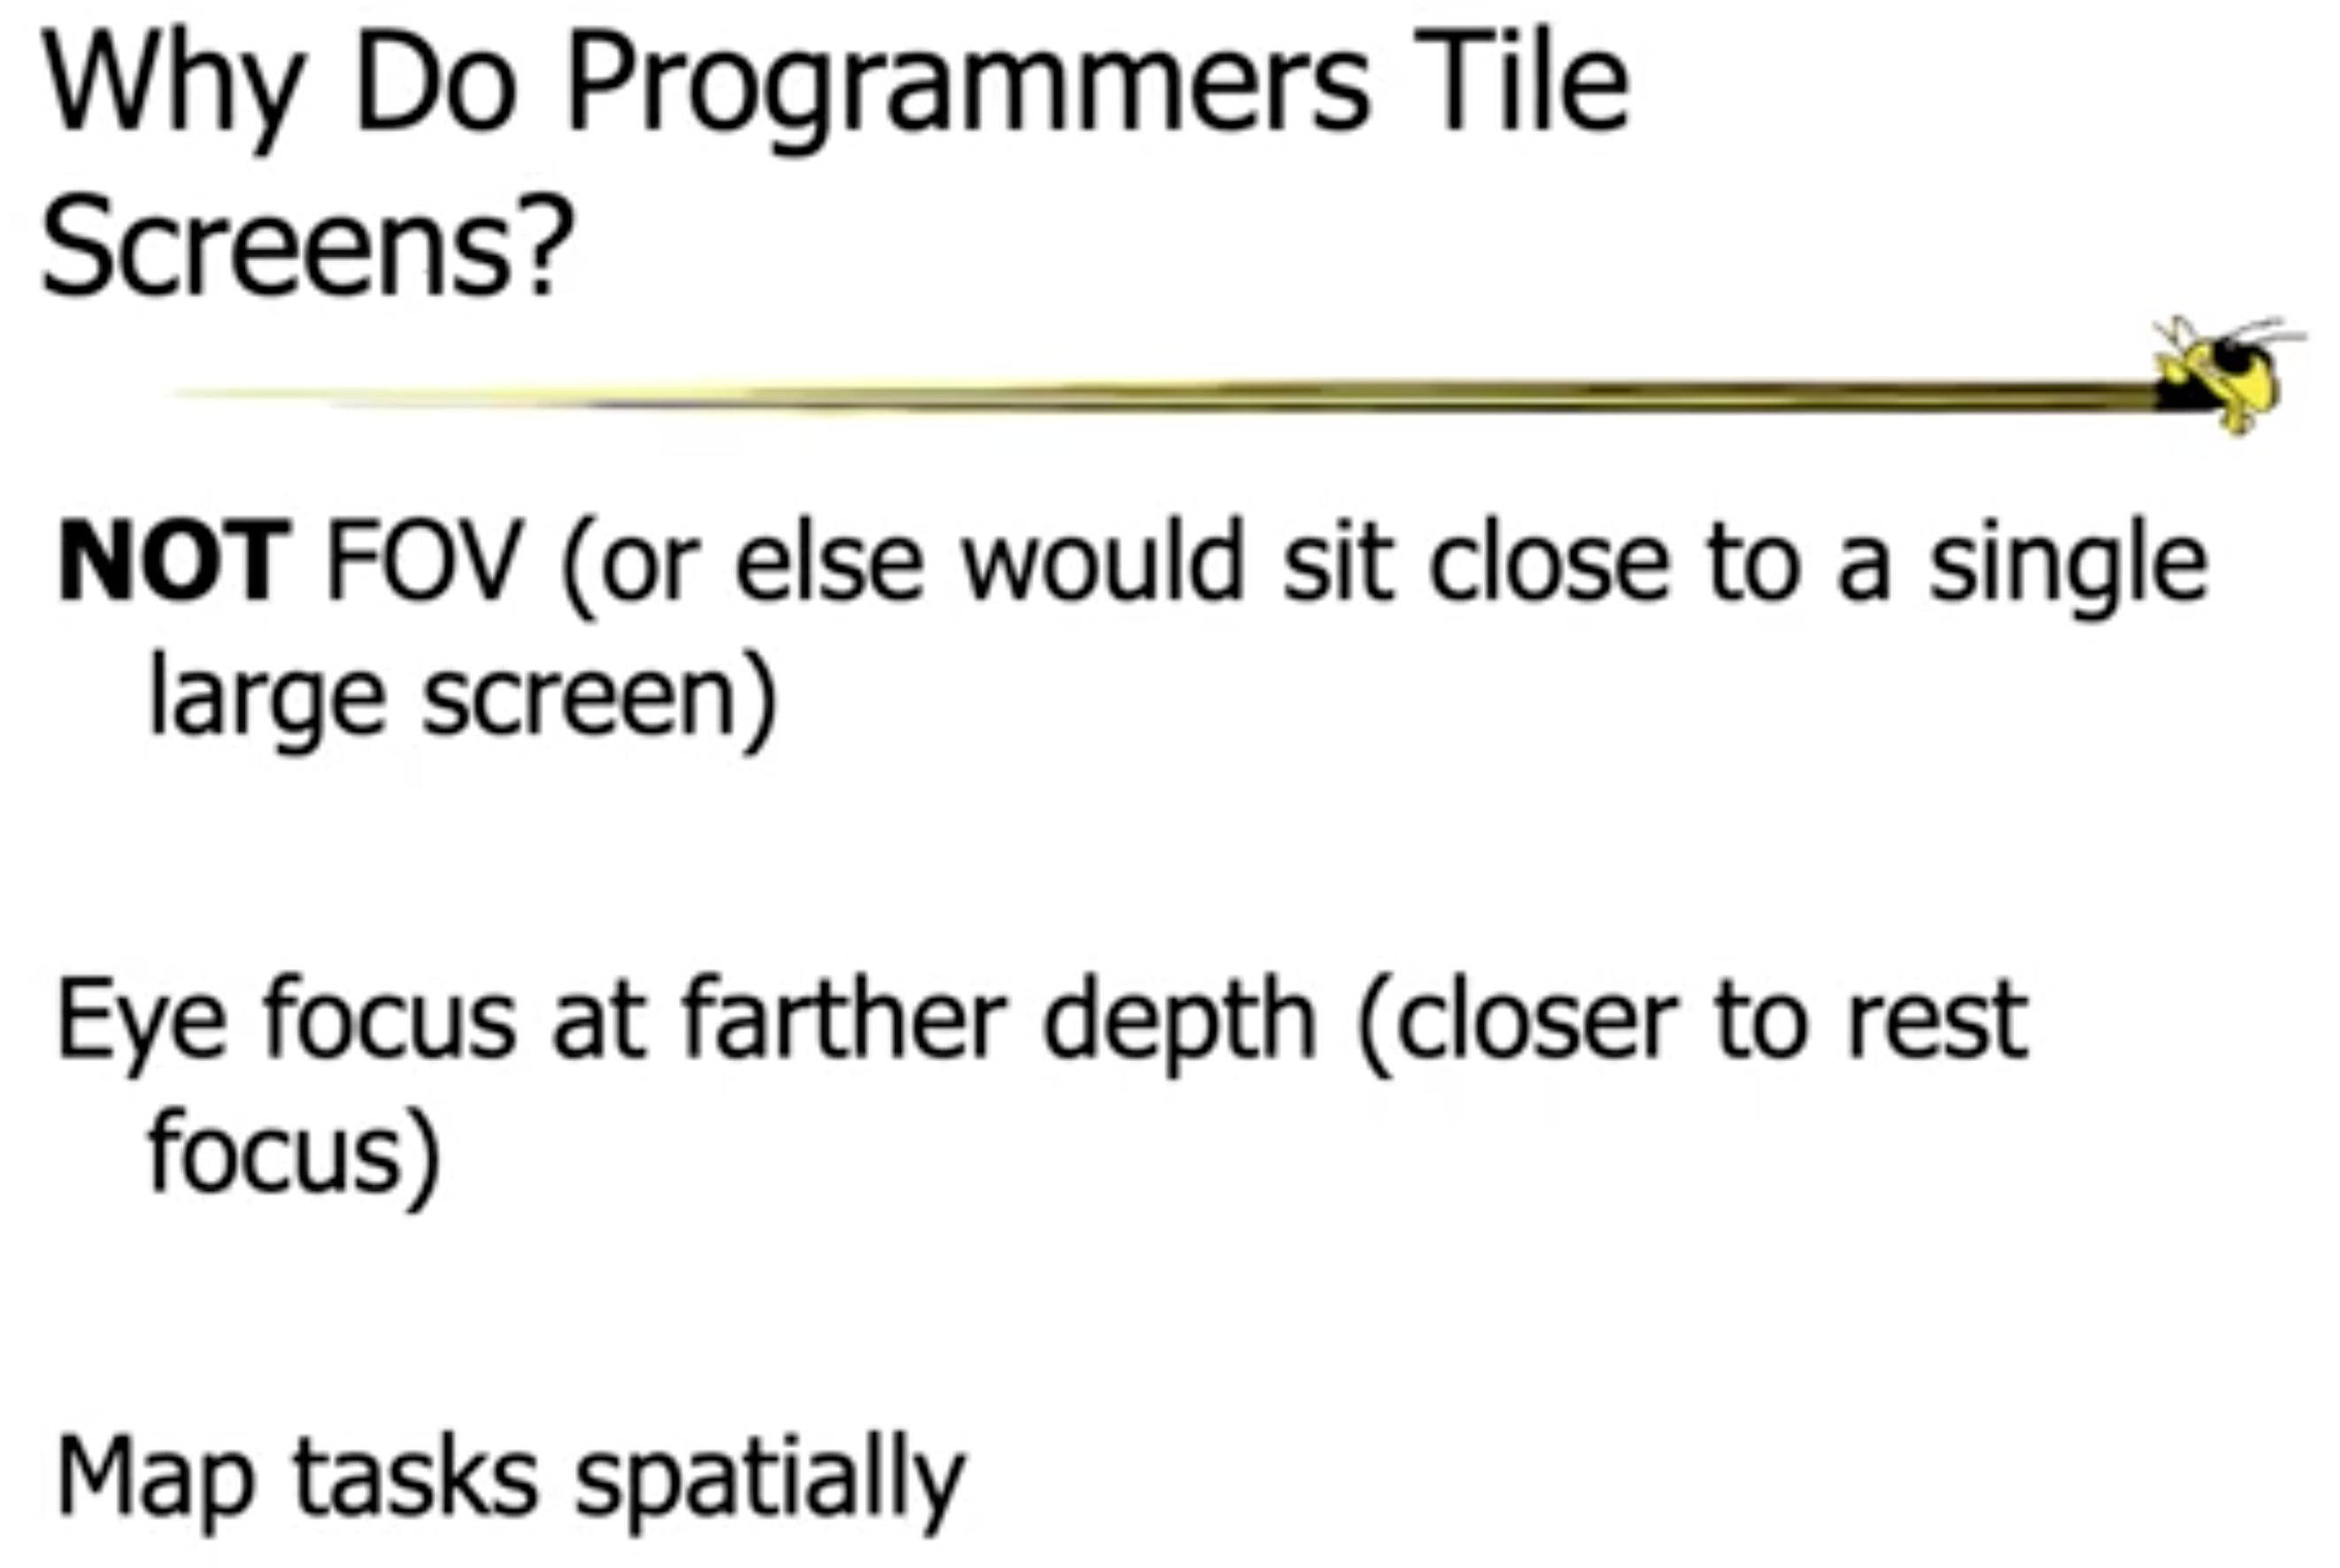 Why Do Programmers Tile
Screens?
NOT FOV (or else would sit close to a single
large screen)
Eye focus at farther depth (closer to rest
focus)
Map tasks spatially